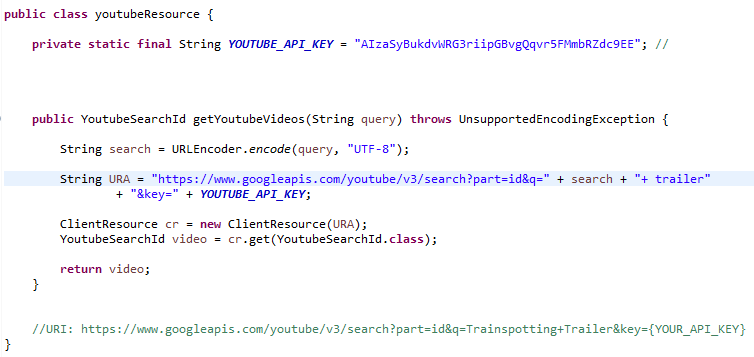 public class youtubeResource {
private static final String YOUTUBE_API_KEY = "AIzaSyBukdvWRG3riipGBvgQqvr5FMmbRZdc9EE"; //
public YoutubeSearchId getYoutubeVideos(String query) throws UnsupportedEncodingException {
String search = URLEncoder.encode(query, "UTF-8");
String URA = "https://www.googleapis.com/youtube/v3/search?part=id&q=" + search + "+ trailer"
+ "&key=" + YOUTUBE_API_KEY;
ClientResource cr = new ClientResource(URA);
YoutubeSearchId video = cr.get(YoutubeSearchId.class);
return video;
}
//URI: https://www.googleapis.com/youtube/v3/search?part=id&q=Trainspotting+Trailer&key={YOUR_API_KEY}
}